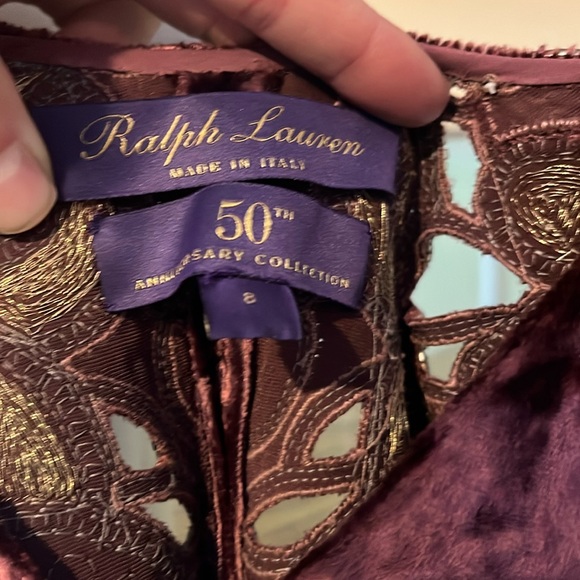 Ralph Lauren
MADE IN ITALY
50TH
ANNIVERSARY COLLECTION
8